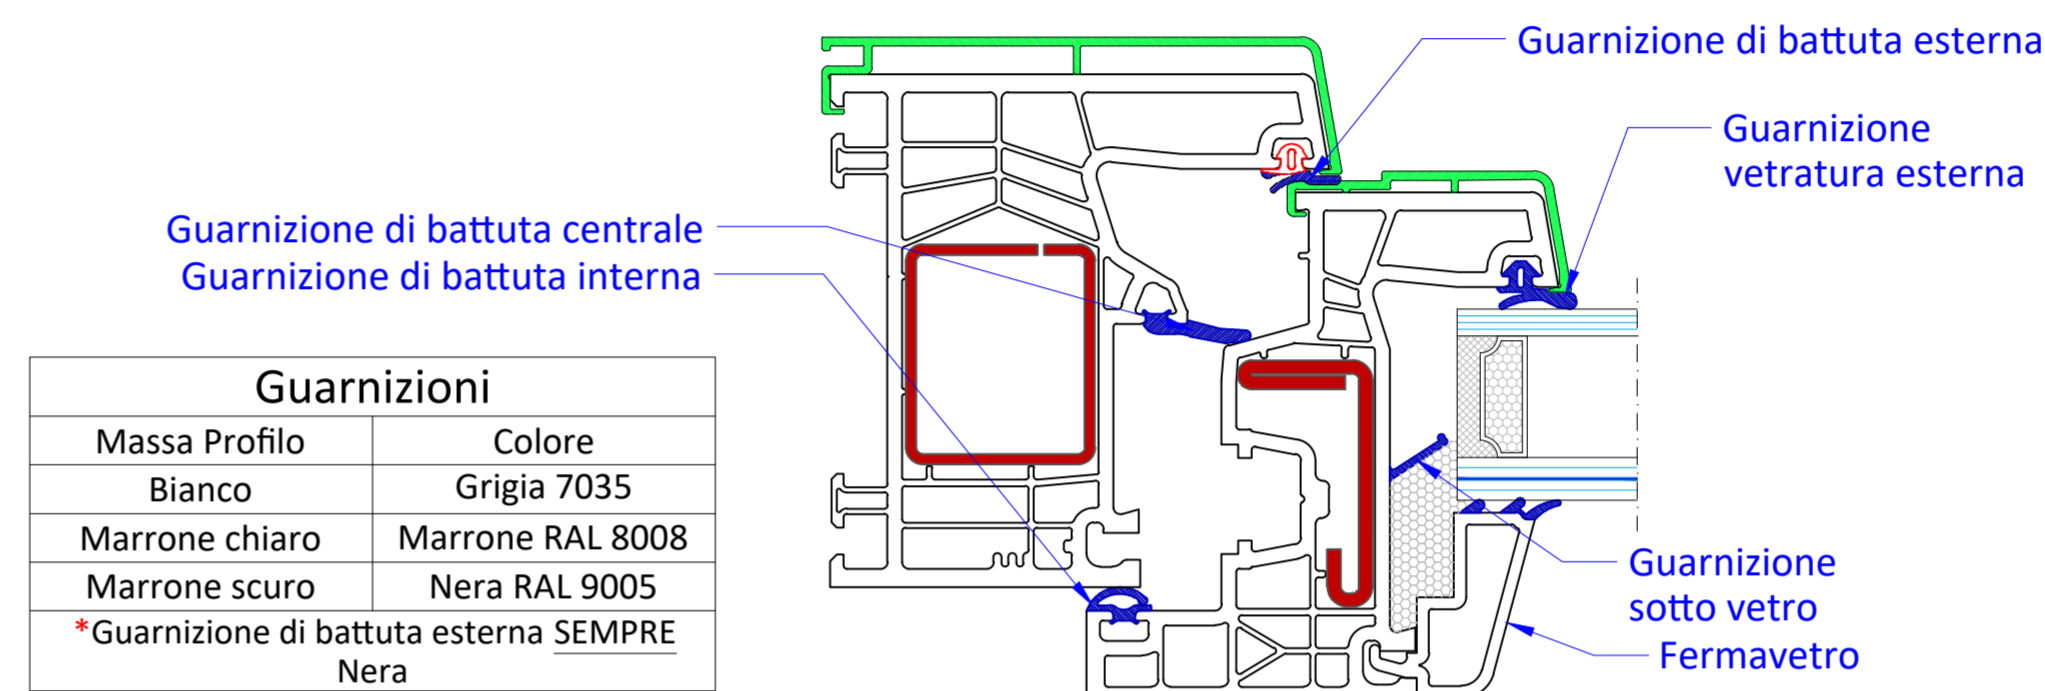 Guarnizione di battuta esterna
Guarnizione
vetratura esterna
Guarnizione di battuta centrale
Guarnizione di battuta interna
Guarnizioni
Massa Profilo Colore
Bianco Grigia 7035
Marrone chiaro Marrone RAL 8008
Marrone scuro Nera RAL 9005
*Guarnizione di battuta esterna SEMPRE
Nera
Guarnizione
sotto vetro
Fermavetro